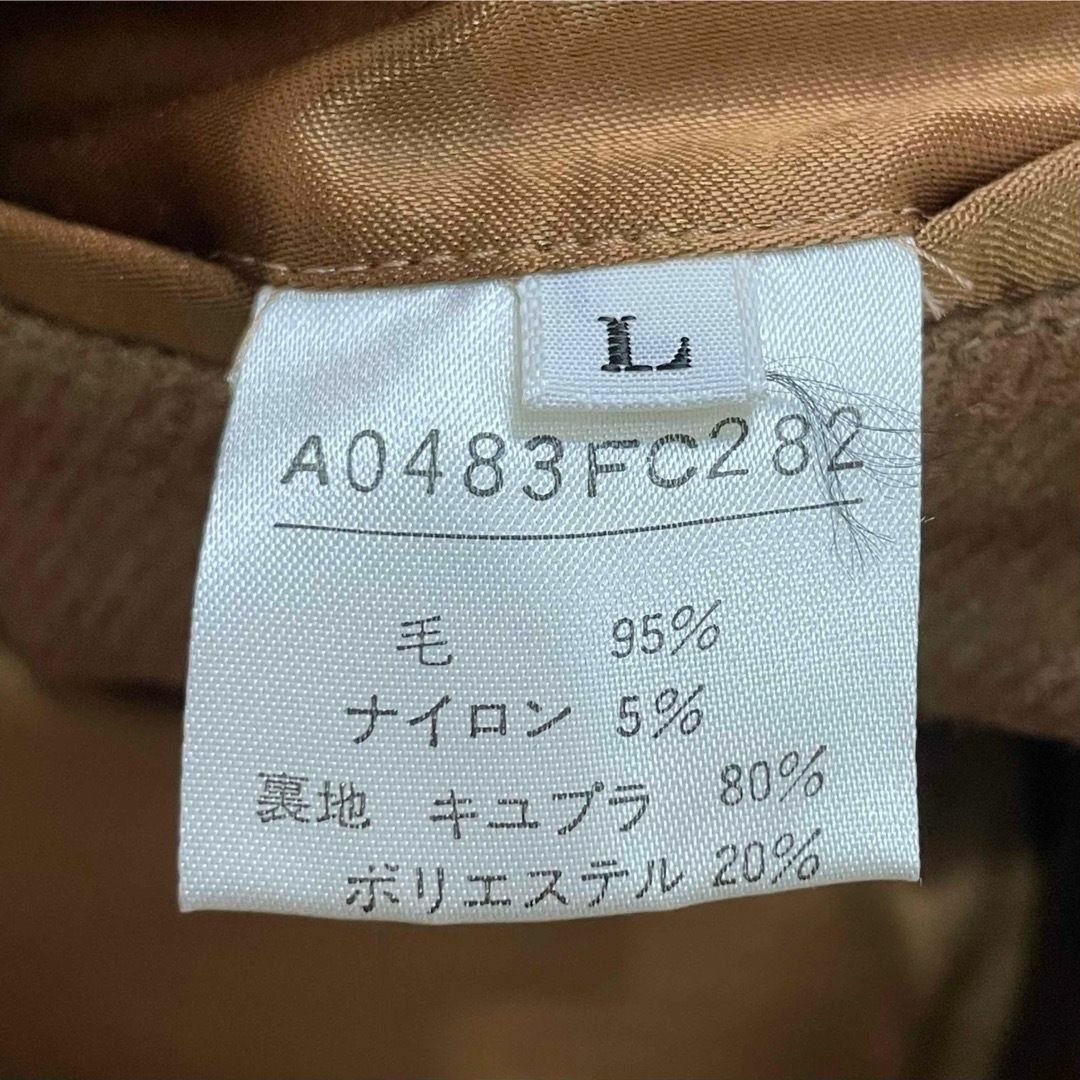 L
A0483FC282
毛 95%
ナイロン 5%
裏地 キュプラ 80%
ポリエステル 20%